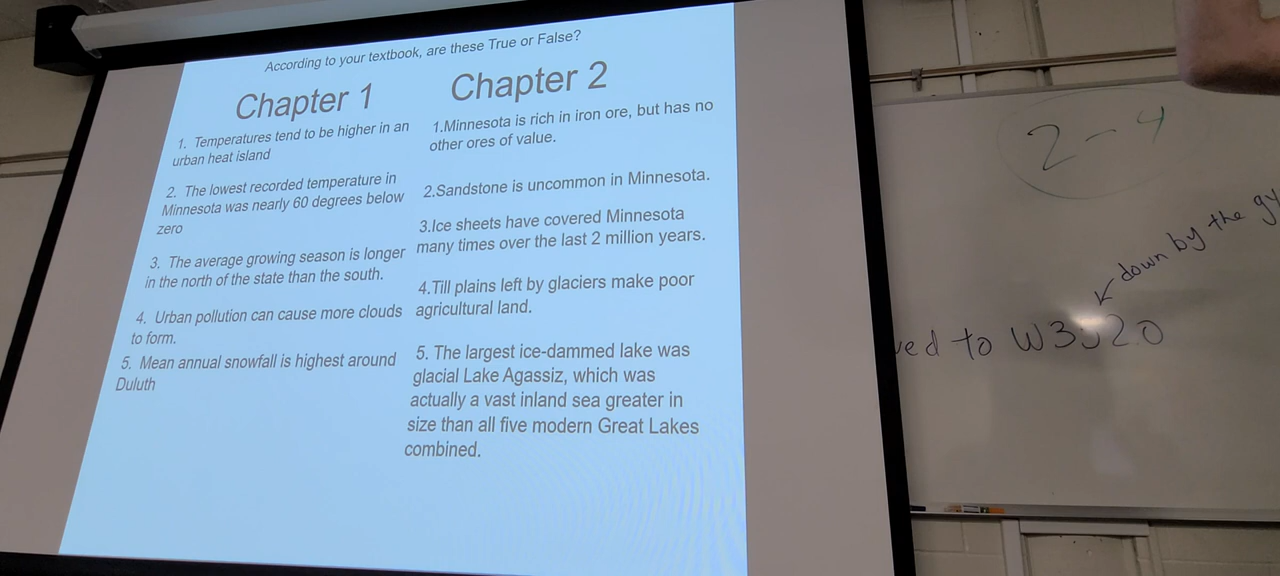 According to your textbook, are these True or False?
Chapter 1
1. Temperatures tend to be higher in an
urban heat island
2. The lowest recorded temperature in
Minnesota was nearly 60 degrees below
zero
3. The average growing season is longer
in the north of the state than the south.
4. Urban pollution can cause more clouds
to form.
5. Mean annual snowfall is highest around
Duluth
Chapter 2
1.Minnesota is rich in iron ore, but has no
other ores of value.
2.Sandstone is uncommon in Minnesota.
3.Ice sheets have covered Minnesota
many times over the last 2 million years.
4.Till plains left by glaciers make poor
agricultural land.
5. The largest ice-dammed lake was
glacial Lake Agassiz, which was
actually a vast inland sea greater in
size than all five modern Great Lakes
combined.
2-4
down by the
to